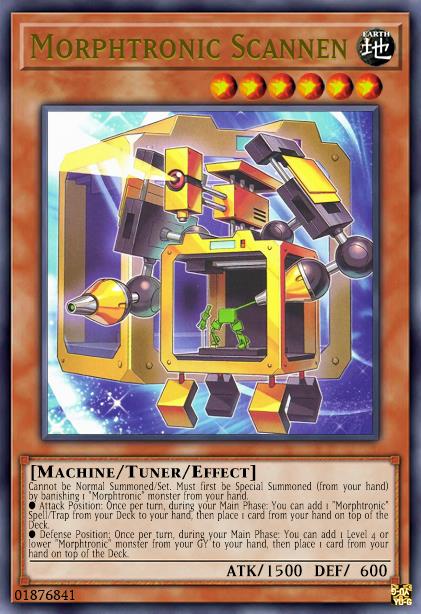 Morphtronic Scannen
EARTH
地
[Machine/Tuner/Effect]
Cannot be Normal Summoned/Set. Must first be Special Summoned (from your hand)
by banishing 1 "Morphtronic" monster from your hand.
● Attack Position: Once per turn, during your Main Phase: You can add 1 "Morphtronic"
Spell/Trap from your Deck to your hand, then place 1 card from your hand on top of the
Deck.
● Defense Position: Once per turn, during your Main Phase: You can add 1 Level 4 or
lower "Morphtronic" monster from your GY to your hand, then place 1 card from your
hand on top of the Deck.
ATK/1500 DEF/ 600
01876841